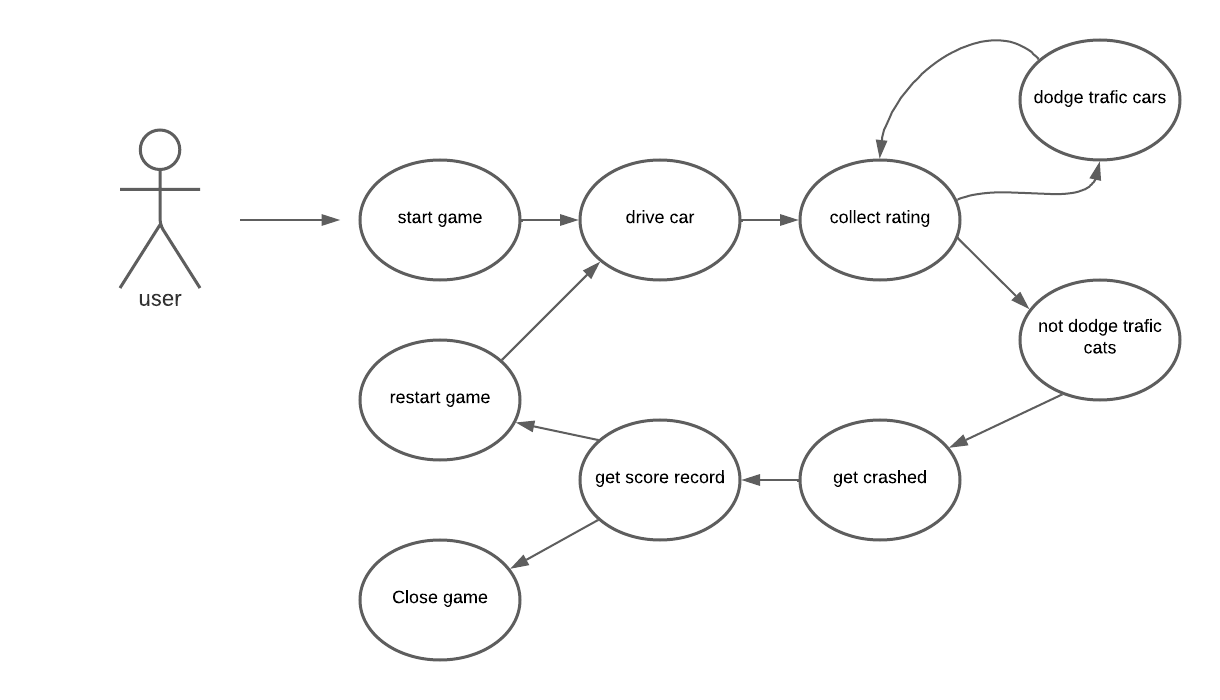 dodge trafic cars
start game
drive car
collect rating
user
not dodge trafic
cats
restart game
get score record
get crashed
Close game